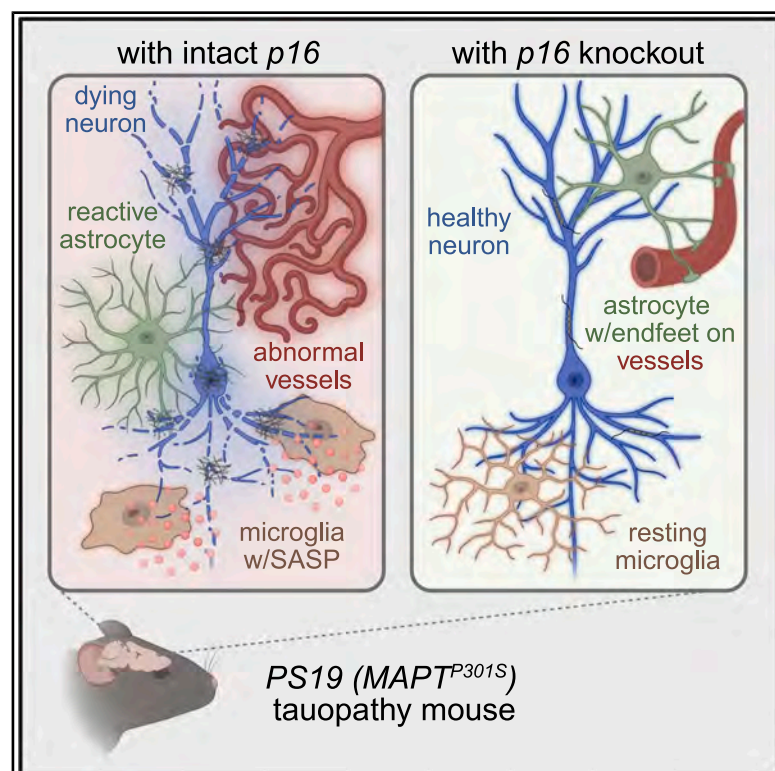 with intact p16
dying
neuron
reactive
astrocyte
abnormal
vessels
microglia
w/SASP
with p16 knockout
healthy
neuron
astrocyte
w/endfeet on
vessels
resting
microglia
PS19 (MAPTP301S)
tauopathy mouse